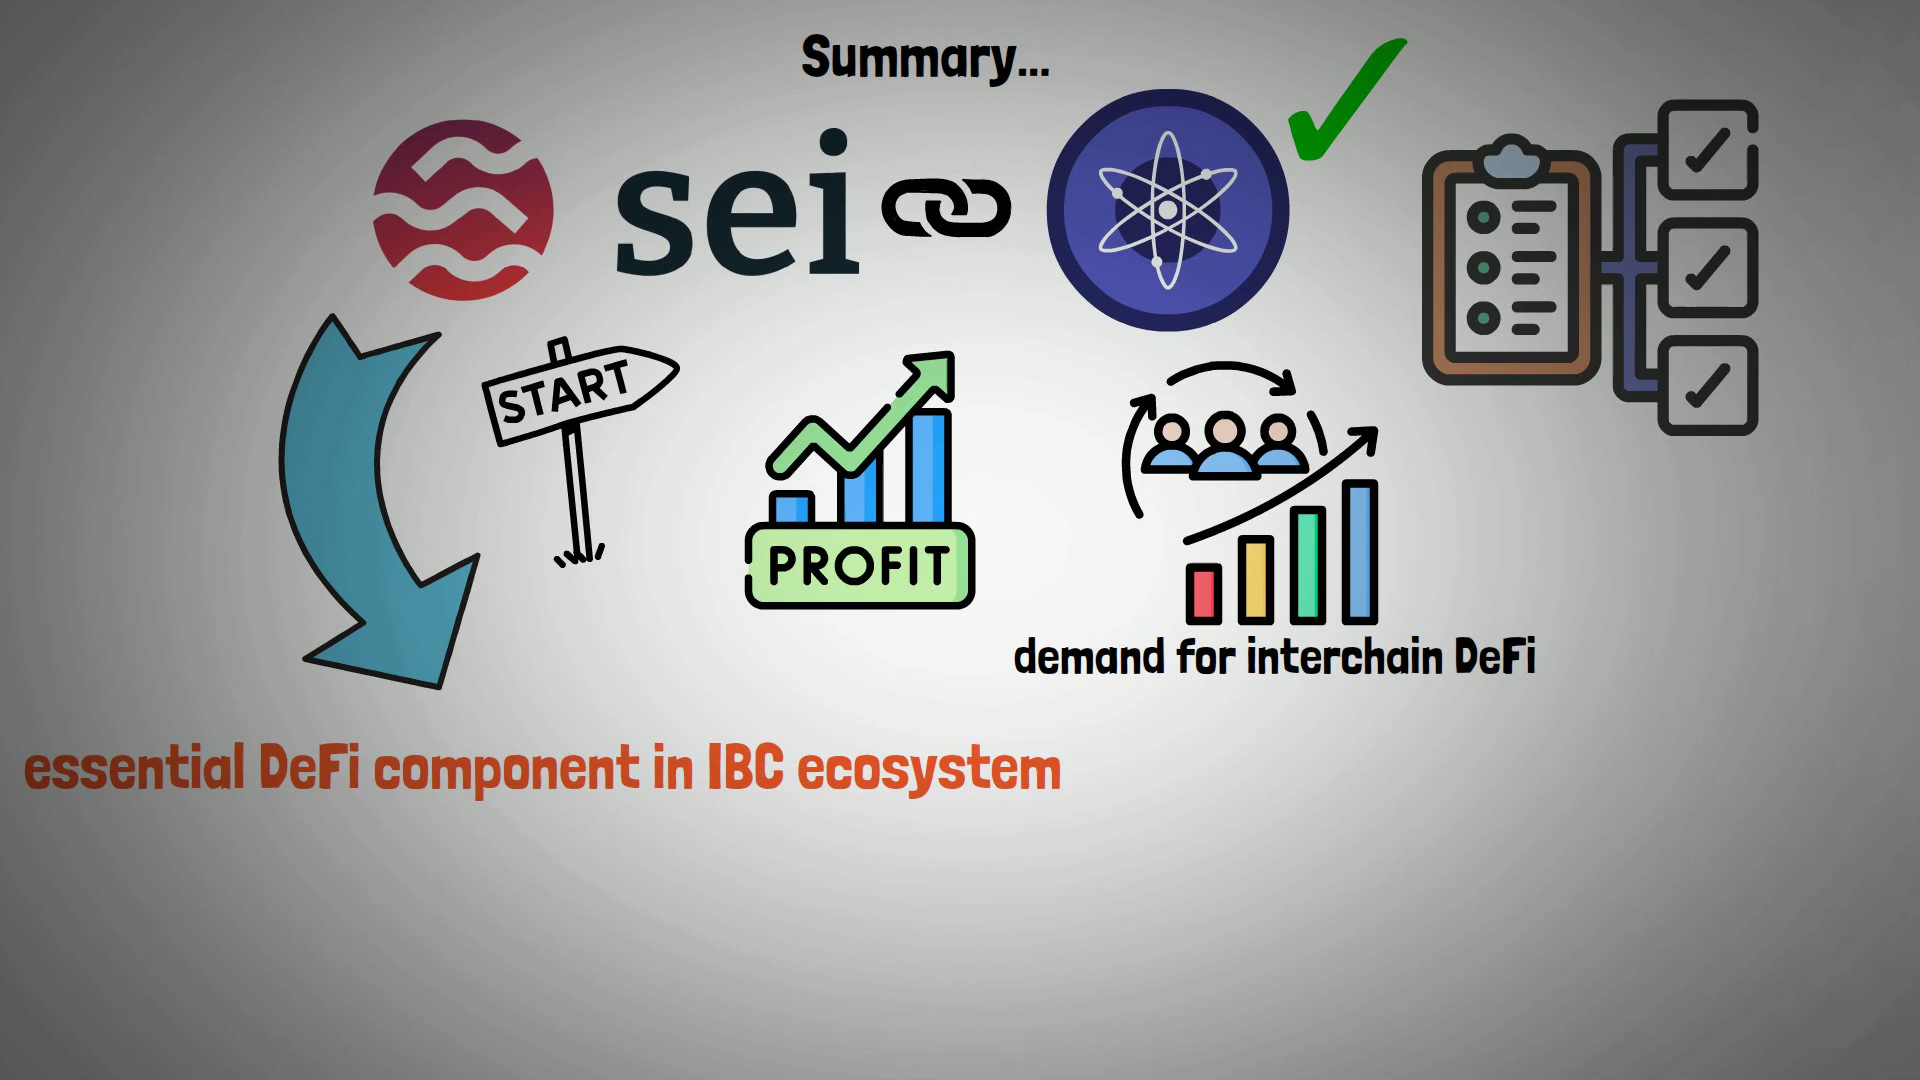 Summary...
sei
START
PROFIT
demand for interchain DeFi
essential DeFi component in IBC ecosystem